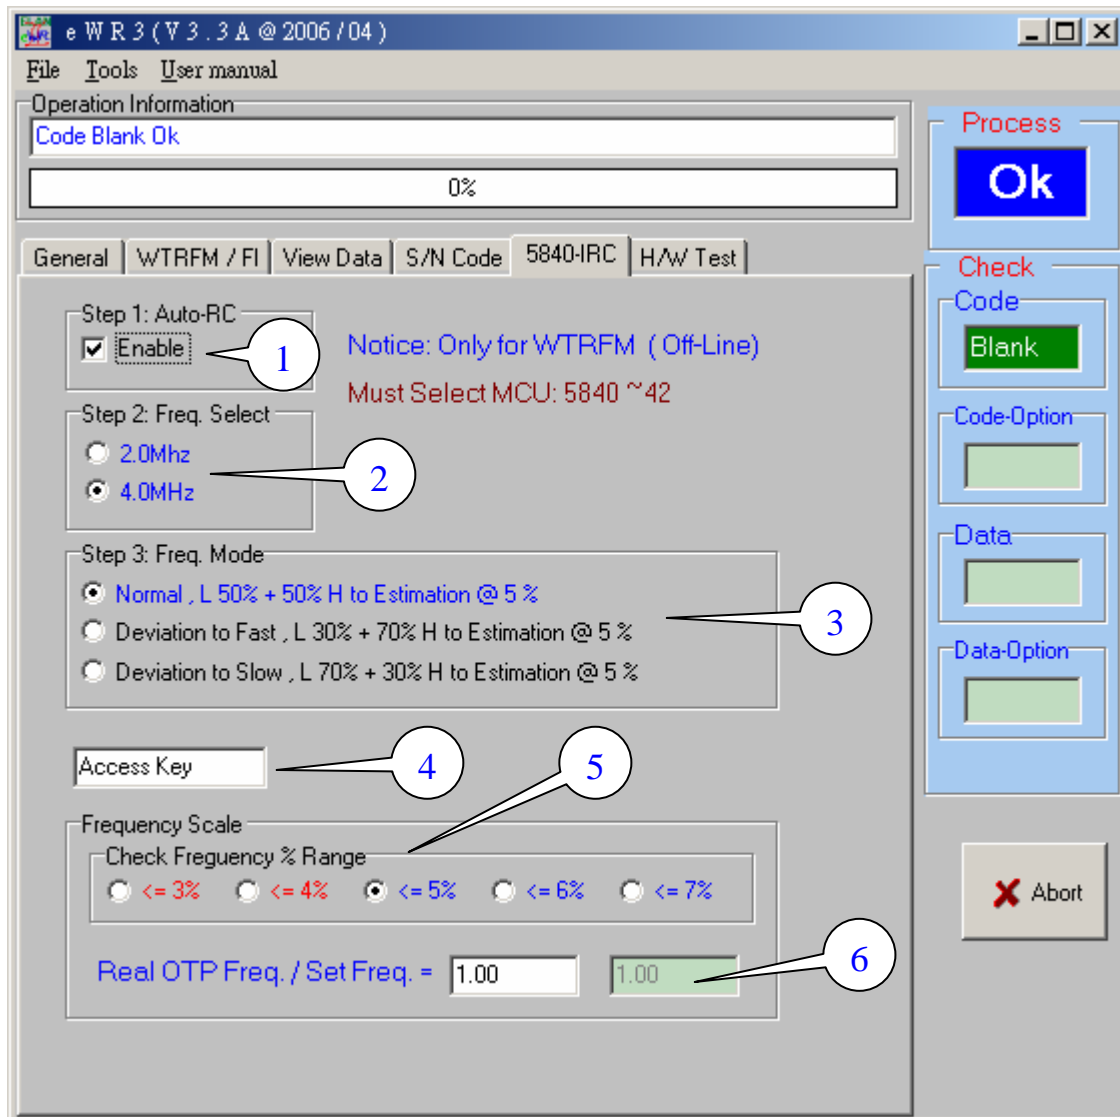 e W R 3 ( V 3 . 3 A @ 2006 / 04 )
File Tools User manual
Operation Information
Code Blank Ok
0%
Process
Ok
General WTRFM / FI View Data S/N Code 5840-IRC H/W Test
Step 1: Auto-RC
Enable
1
Notice: Only for WTRFM ( Off-Line)
Must Select MCU: 5840 ~42
Step 2: Freq. Select
2.0Mhz
4.0MHz
2
Step 3: Freq. Mode
Normal , L 50% + 50% H to Estimation @ 5 %
Deviation to Fast , L 30% + 70% H to Estimation @ 5 %
Deviation to Slow , L 70% + 30% H to Estimation @ 5 %
3
Access Key
4
5
Frequency Scale
Check Freguency % Range
<= 3% <= 4% <= 5% <= 6% <= 7%
Real OTP Freq. / Set Freq. = 1.00 1.00
6
Check
Code
Blank
Code-Option
Data
Data-Option
Abort